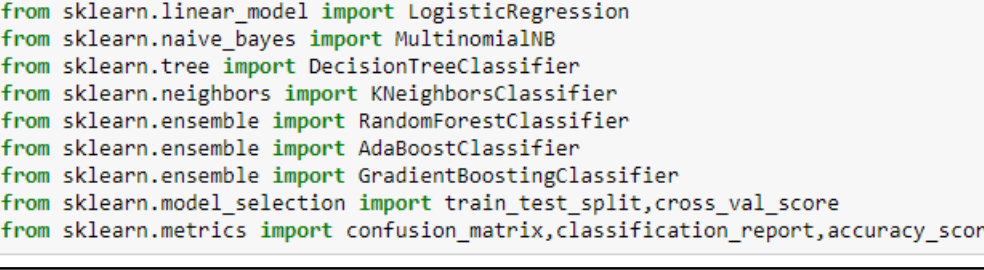 from sklearn.linear_model import LogisticRegression
from sklearn.naive_bayes import MultinomialNB
from sklearn.tree import DecisionTreeClassifier
from sklearn.neighbors import KNeighborsClassifier
from sklearn.ensemble import RandomForestClassifier
from sklearn.ensemble import AdaBoostClassifier
from sklearn.ensemble import GradientBoostingClassifier
from sklearn.model_selection import train_test_split,cross_val_score
from sklearn.metrics import confusion_matrix,classification_report,accuracy_scor